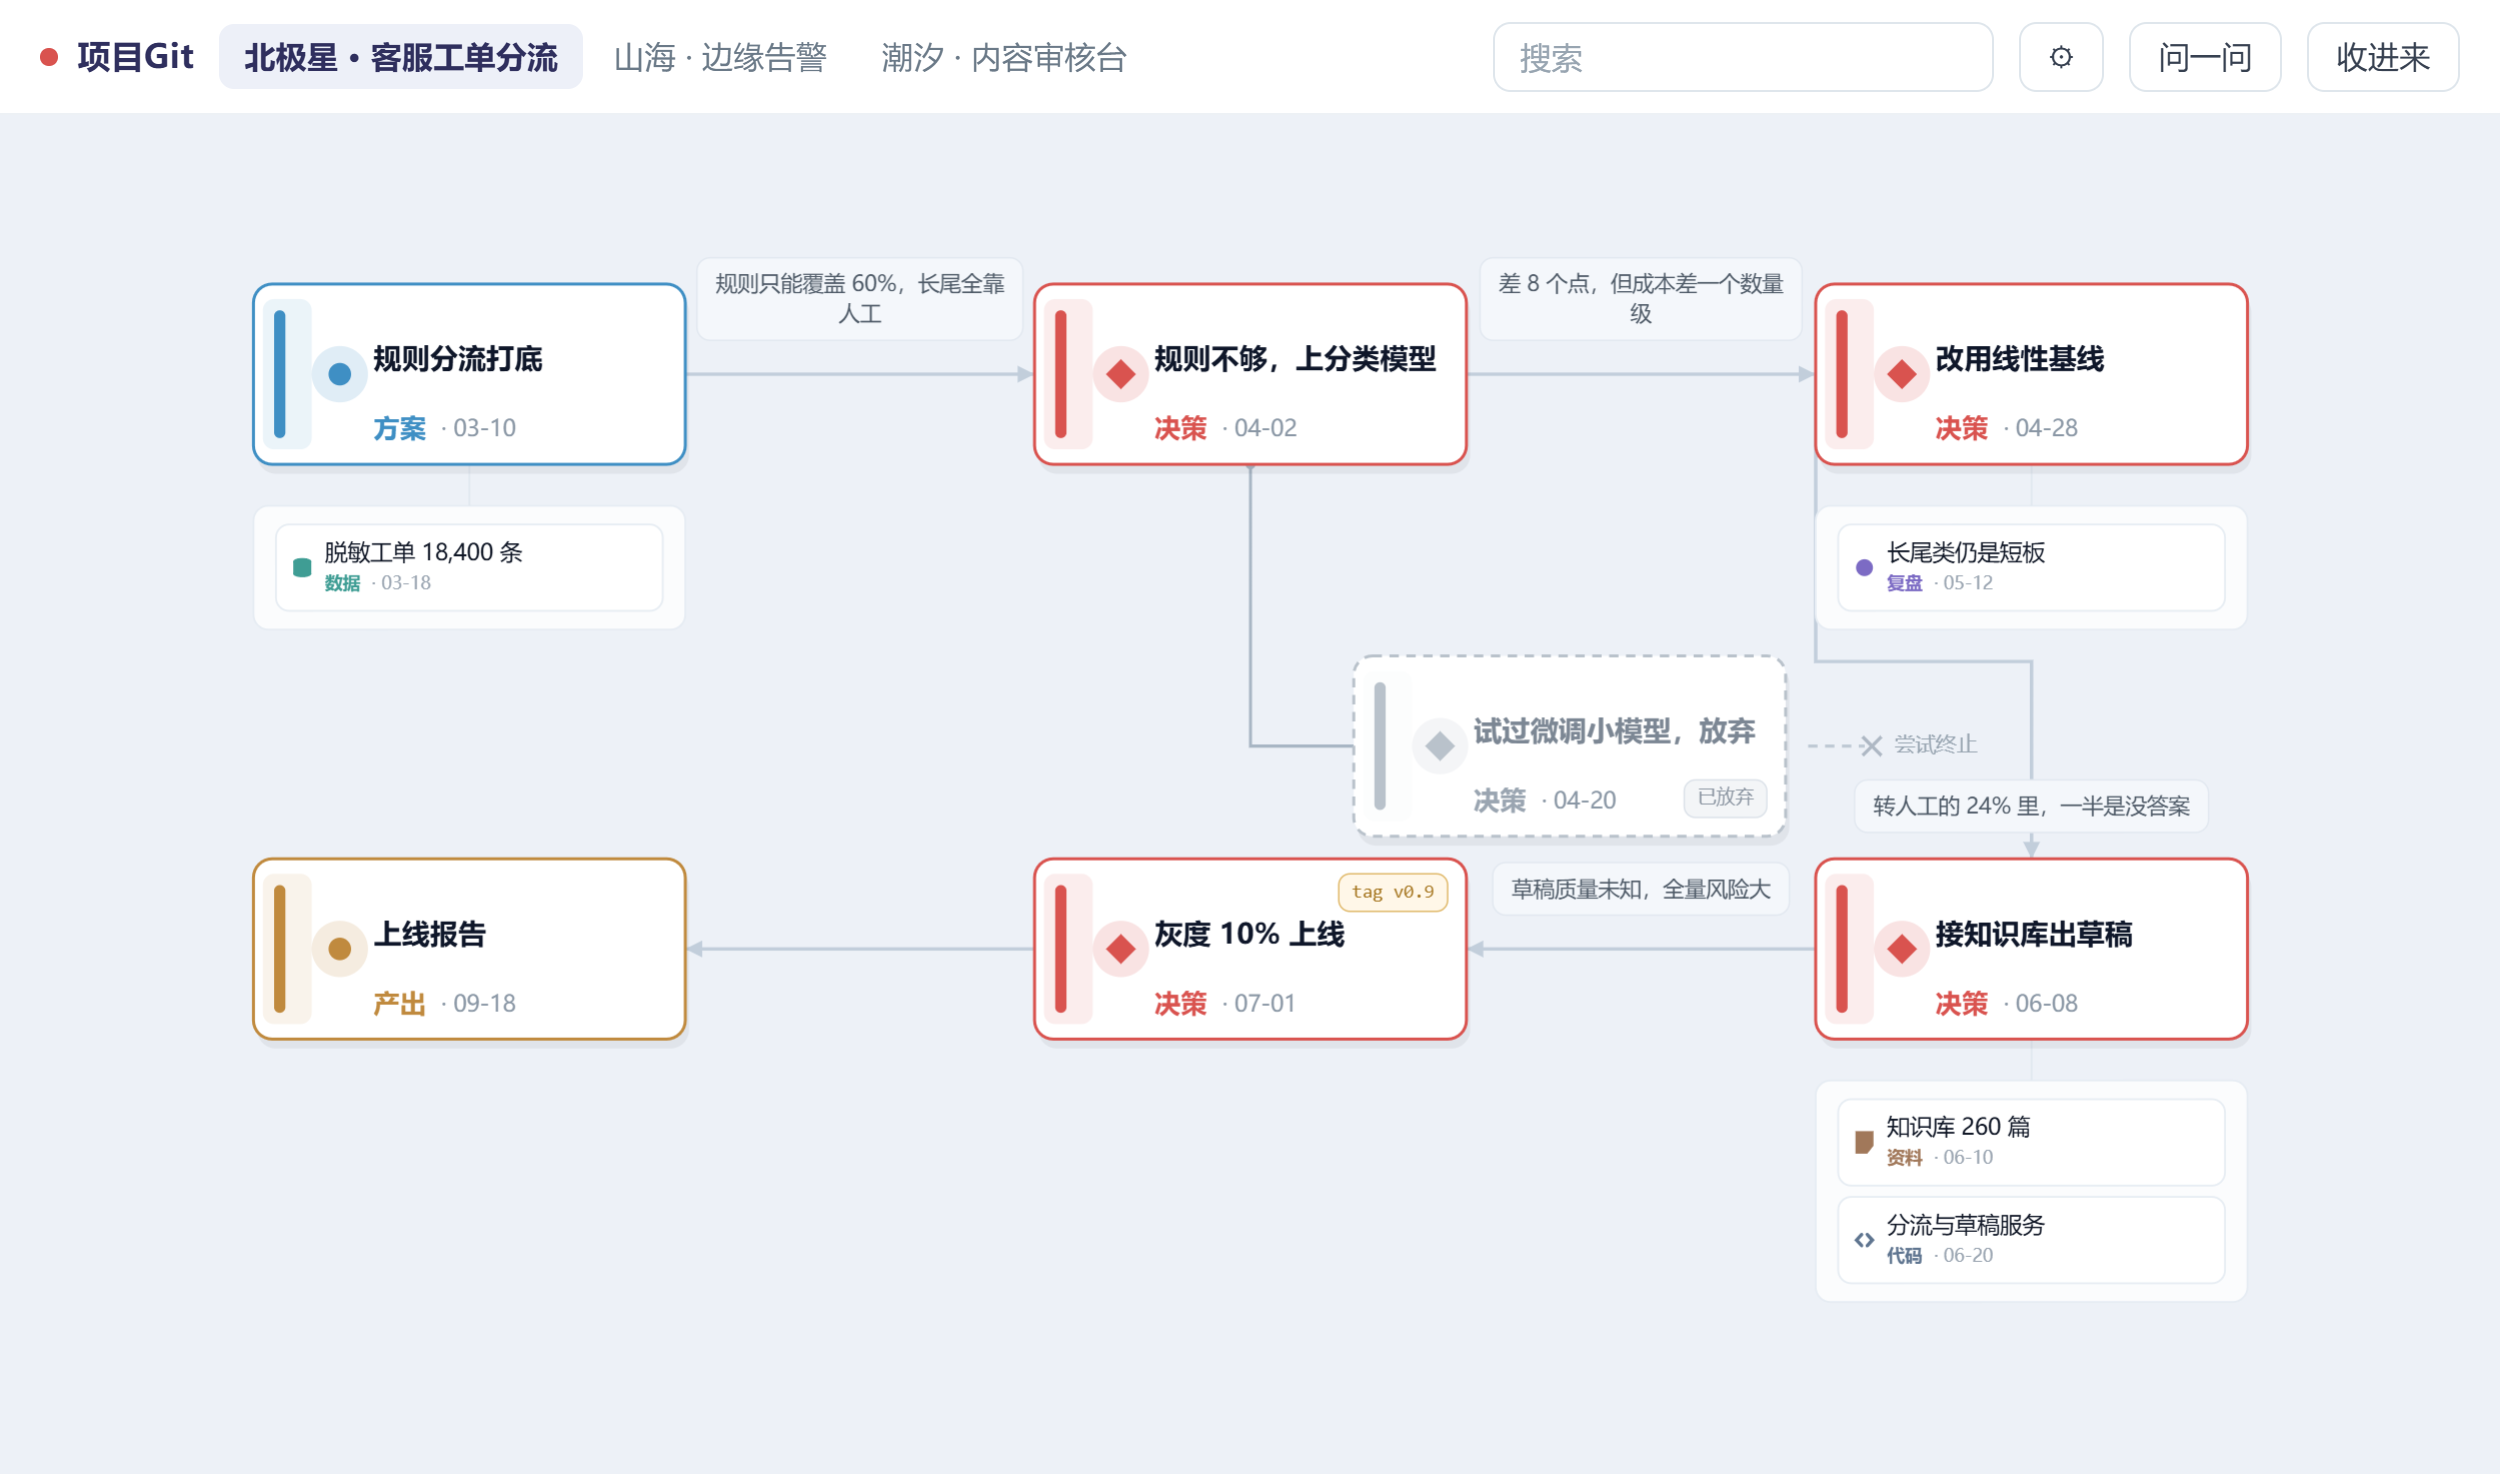 项目Git
北极星 · 客服工单分流
山海 · 边缘告警
潮汐 · 内容审核台
搜索
问一问
收进来
规则分流打底
方案 · 03-10
规则只能覆盖 60%，长尾全靠
人工
规则不够，上分类模型
决策 · 04-02
差 8 个点，但成本差一个数量
级
改用线性基线
决策 · 04-28
脱敏工单 18,400 条
数据 · 03-18
长尾类仍是短板
复盘 · 05-12
试过微调小模型，放弃
决策 · 04-20
已放弃
尝试终止
转人工的 24% 里，一半是没答案
上线报告
产出 · 09-18
tag v0.9
灰度 10% 上线
决策 · 07-01
草稿质量未知，全量风险大
接知识库出草稿
决策 · 06-08
知识库 260 篇
资料 · 06-10
分流与草稿服务
代码 · 06-20